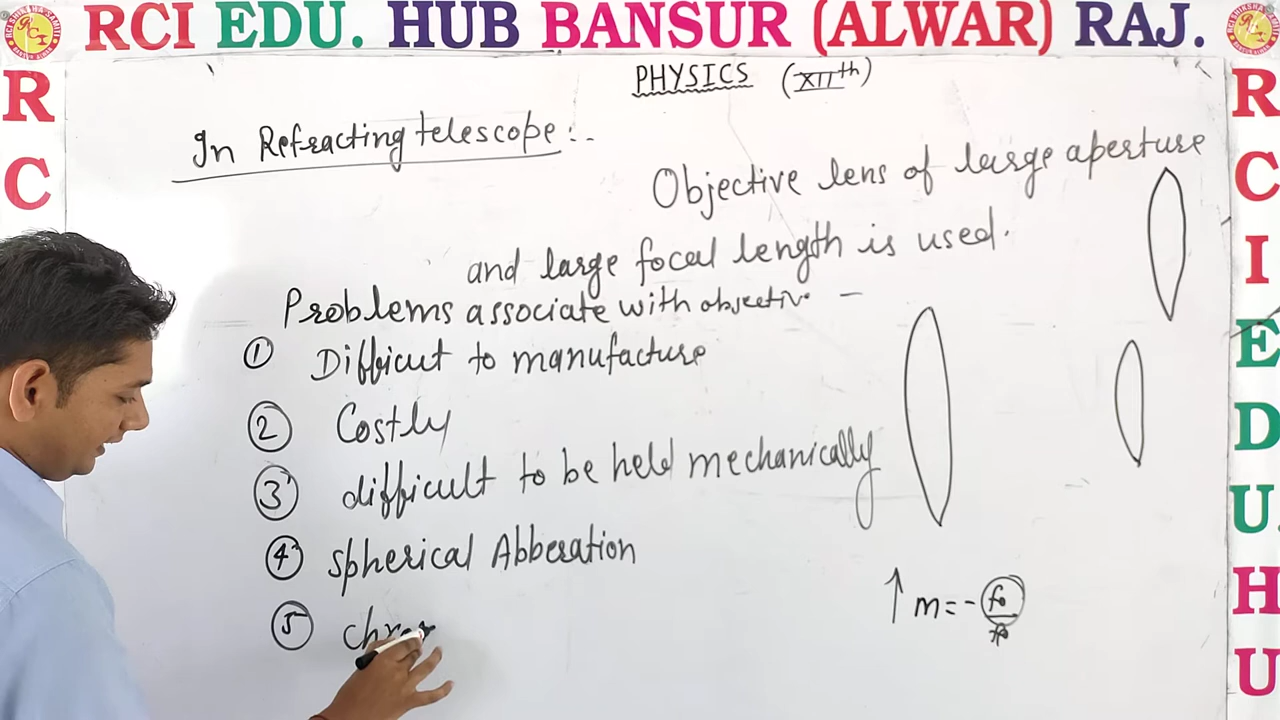 RCI EDU. HUB BANSUR (ALWAR) RAJ.
PHYSICS (XIIth)
In Refracting telescope:-
Objective lens of large aperture
and large focal length is used.
Problems associate with objective -
① Difficut to manufacture
② Costly
③ difficult to be held mechanically
④ spherical Abberation
⑤ chro
↑ m = - fo
R
C
R
C
I
E
D
U.
H
U